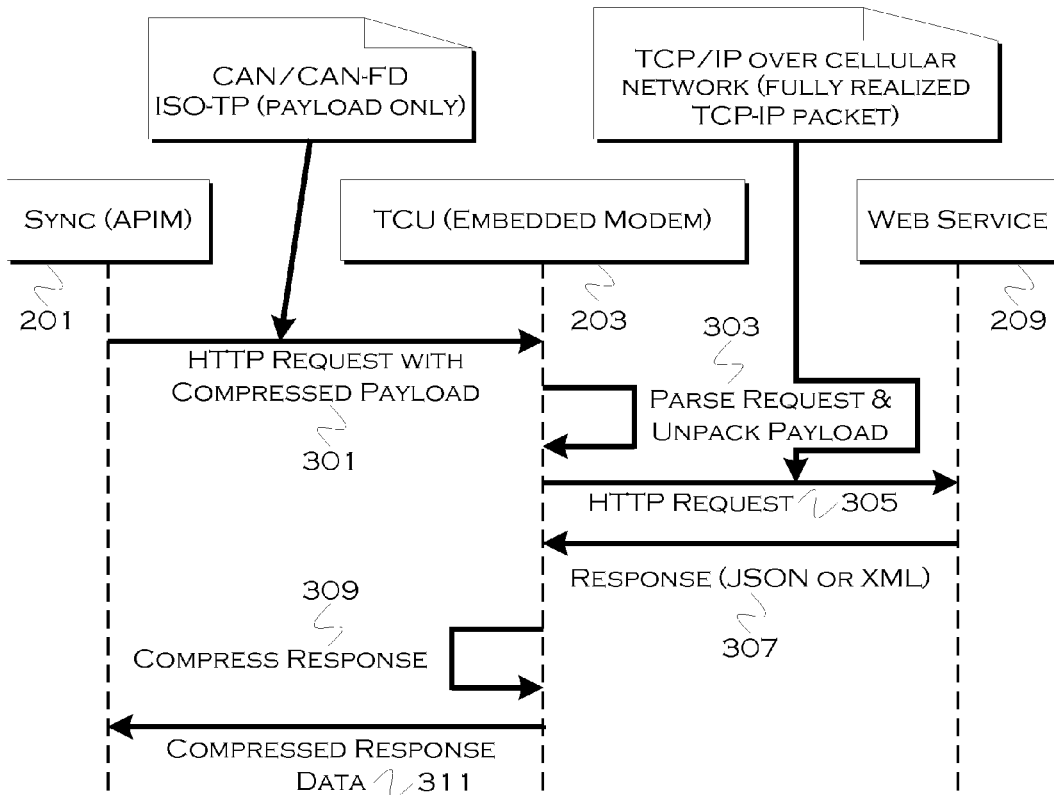 CAN/CAN-FD
ISO-TP (PAYLOAD ONLY)
TCP/IP OVER CELLULAR
NETWORK (FULLY REALIZED
TCP-IP PACKET)
SYNC (APIM)
TCU (EMBEDDED MODEM)
WEB SERVICE
201
203
209
303
HTTP REQUEST WITH
COMPRESSED PAYLOAD
301
PARSE REQUEST &
UNPACK PAYLOAD
HTTP REQUEST 305
RESPONSE (JSON OR XML)
307
309
COMPRESS RESPONSE
COMPRESSED RESPONSE
DATA 311